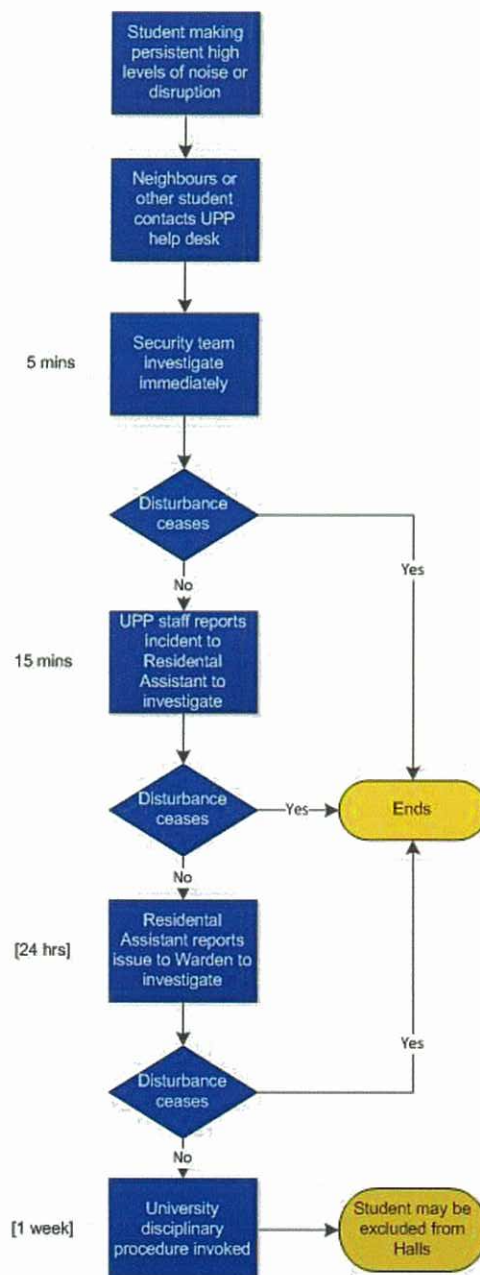 Student making
persistent high
levels of noise or
disruption
Neighbours or
other student
contacts UPP
help desk
5 mins
Security team
investigate
immediately
Disturbance
ceases
Yes
No
15 mins
UPP staff reports
incident to
Residental
Assistant to
investigate
Disturbance
ceases
Yes
Ends
No
[24 hrs]
Residental
Assistant reports
issue to Warden to
investigate
Disturbance
ceases
Yes
No
[1 week]
University
disciplinary
procedure invoked
Student may be
excluded from
Halls